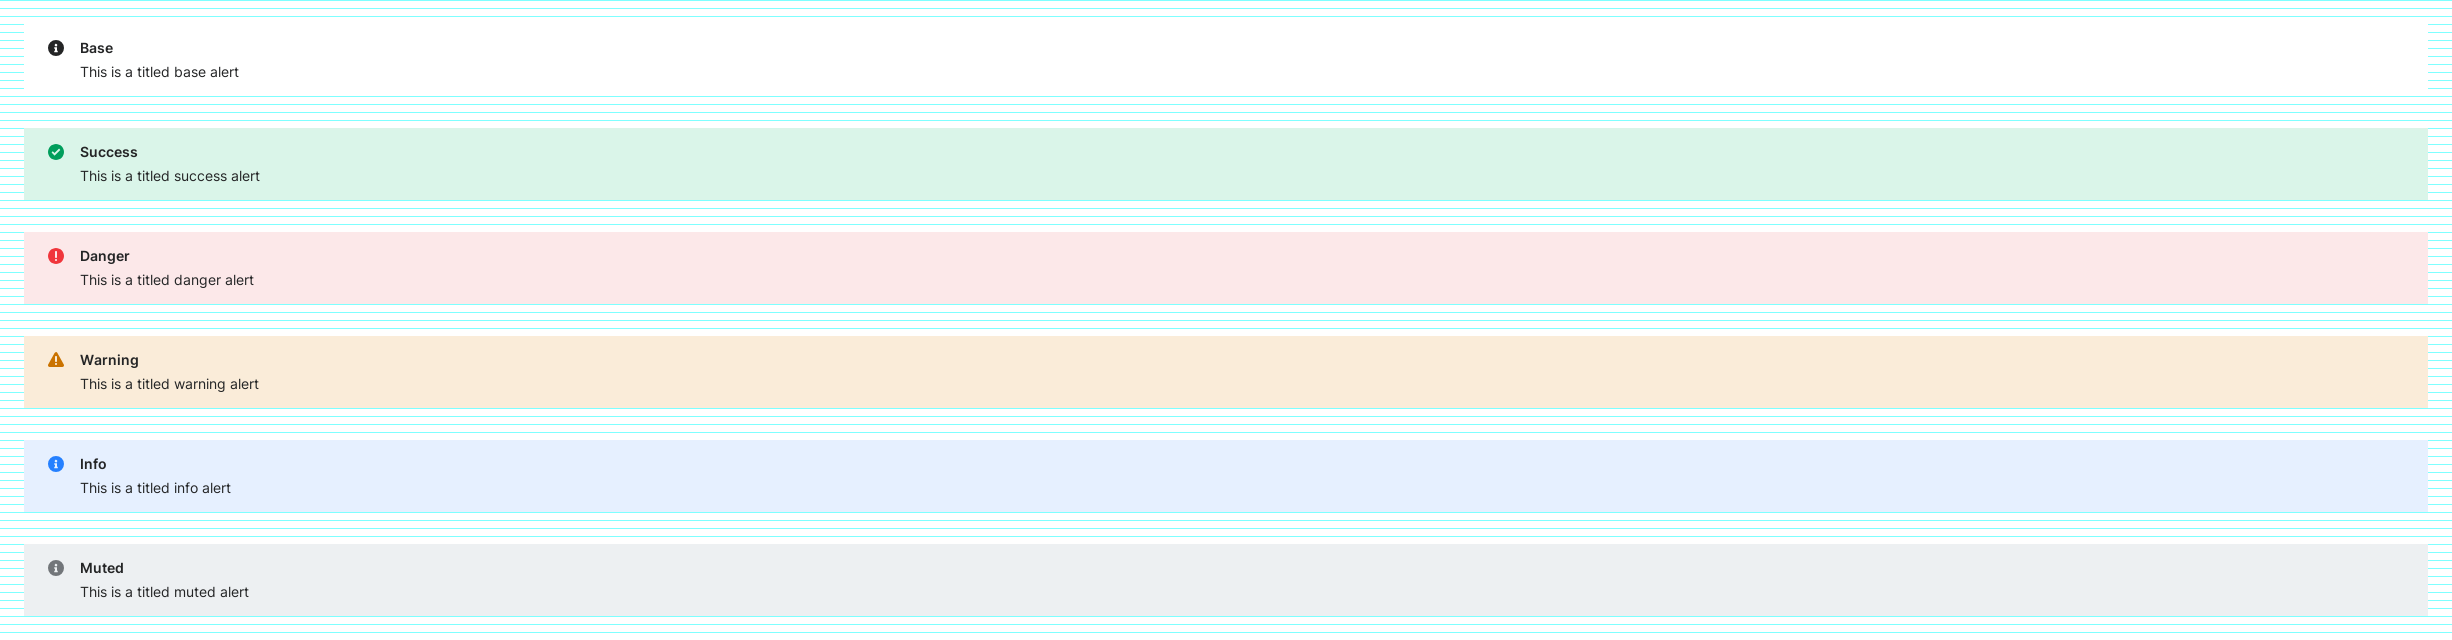 Base
This is a titled base alert
Success
This is a titled success alert
Danger
This is a titled danger alert
Warning
This is a titled warning alert
Info
This is a titled info alert
Muted
This is a titled muted alert